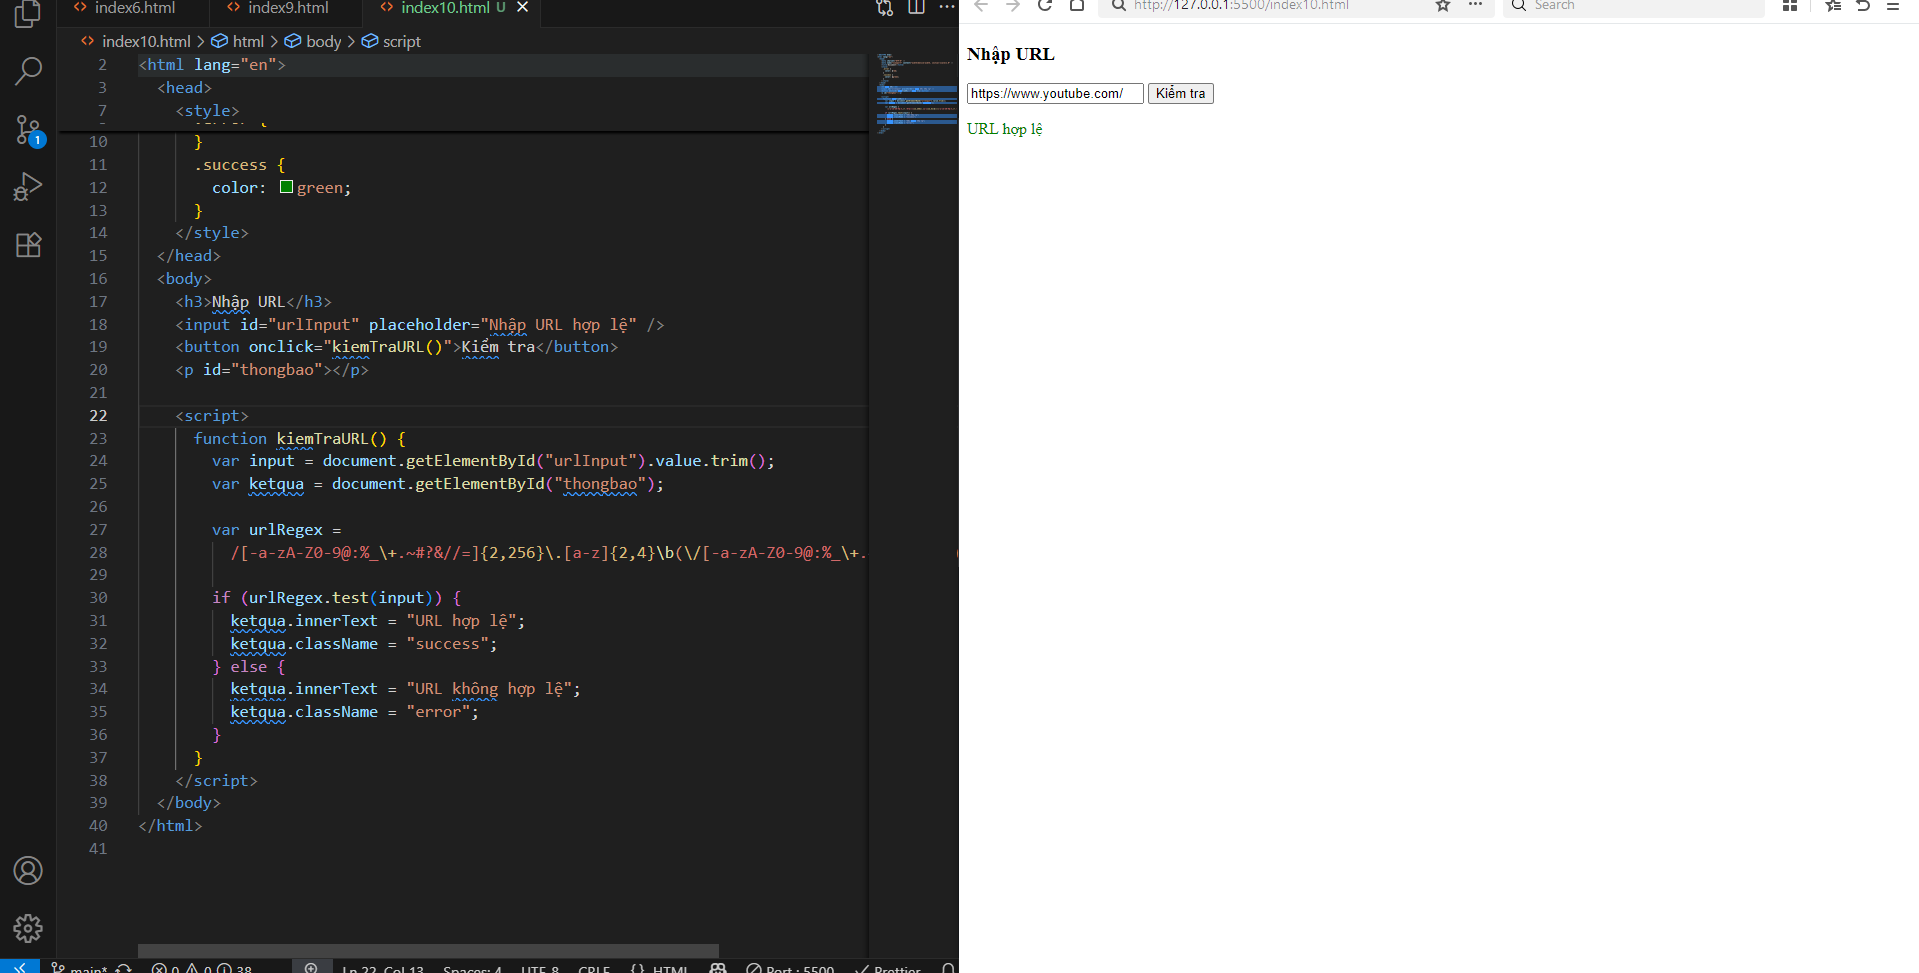 index6.html
index9.html
index10.html U
index10.html > html > body > script
2 <html lang="en">
3 <head>
7 <style>
10 }
11 .success {
12 color: green;
13 }
14 </style>
15 </head>
16 <body>
17 <h3>Nhập URL</h3>
18 <input id="urlInput" placeholder="Nhập URL hợp lệ" />
19 <button onclick="kiemTraURL()">Kiểm tra</button>
20 <p id="thongbao"></p>
21
22 <script>
23 function kiemTraURL() {
24 var input = document.getElementById("urlInput").value.trim();
25 var ketqua = document.getElementById("thongbao");
26
27 var urlRegex =
28 /[-a-zA-Z0-9@:%_\+.~#?&//=]{2,256}\.[a-z]{2,4}\b(\/[-a-zA-Z0-9@:%_\+.
29
30 if (urlRegex.test(input)) {
31 ketqua.innerText = "URL hợp lệ";
32 ketqua.className = "success";
33 } else {
34 ketqua.innerText = "URL không hợp lệ";
35 ketqua.className = "error";
36 }
37 }
38 </script>
39 </body>
40 </html>
41
1
main* 0 0 38 Ln 22, Col 13 Spaces: 4 UTF-8 CRLF {} HTML Port : 5500 Prettier
http://127.0.0.1:5500/index10.html
Search
Nhập URL
https://www.youtube.com/ Kiểm tra
URL hợp lệ